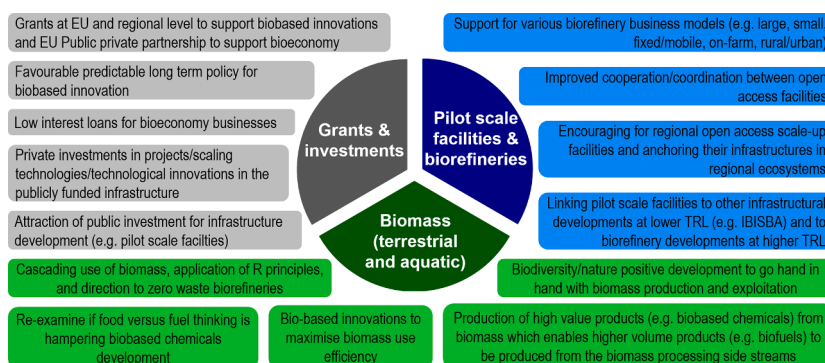 Grants at EU and regional level to support biobased innovations
and EU Public private partnership to support bioeconomy
Favourable predictable long term policy for
biobased innovation
Low interest loans for bioeconomy businesses
Private investments in projects/scaling
technologies/technological innovations in the
publicly funded infrastructure
Attraction of public investment for infrastructure
development (e.g. pilot scale facilties)
Grants &
investments
Pilot scale
facilities &
biorefineries
Biomass
(terrestrial
and aquatic)
Support for various biorefinery business models (e.g. large, small,
fixed/mobile, on-farm, rural/urban)
Improved cooperation/coordination between open
access facilities
Encouraging for regional open access scale-up
facilities and anchoring their infrastructures in
regional ecosystems
Linking pilot scale facilities to other infrastructural
developments at lower TRL (e.g. IBISBA) and to
biorefinery developments at higher TRL
Cascading use of biomass, application of R principles,
and direction to zero waste biorefineries
Biodiversity/nature positive development to go hand in
hand with biomass production and exploitation
Re-examine if food versus fuel thinking is
hampering biobased chemicals
development
Bio-based innovations to
maximise biomass use
efficiency
Production of high value products (e.g. biobased chemicals) from
biomass which enables higher volume products (e.g. biofuels) to
be produced from the biomass processing side streams